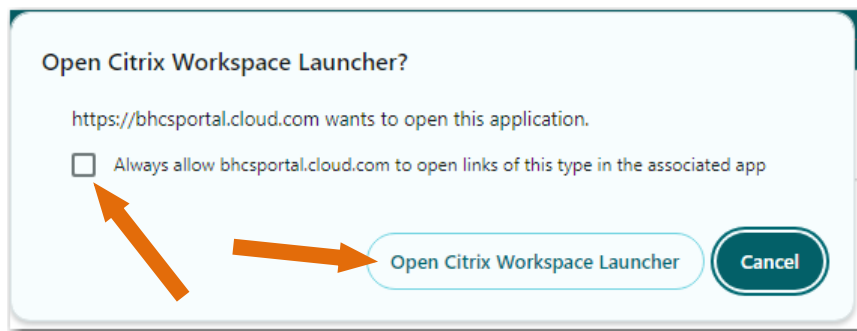 Open Citrix Workspace Launcher?
https://bhcsportal.cloud.com wants to open this application.
Always allow bhcsportal.cloud.com to open links of this type in the associated app
Open Citrix Workspace Launcher
Cancel